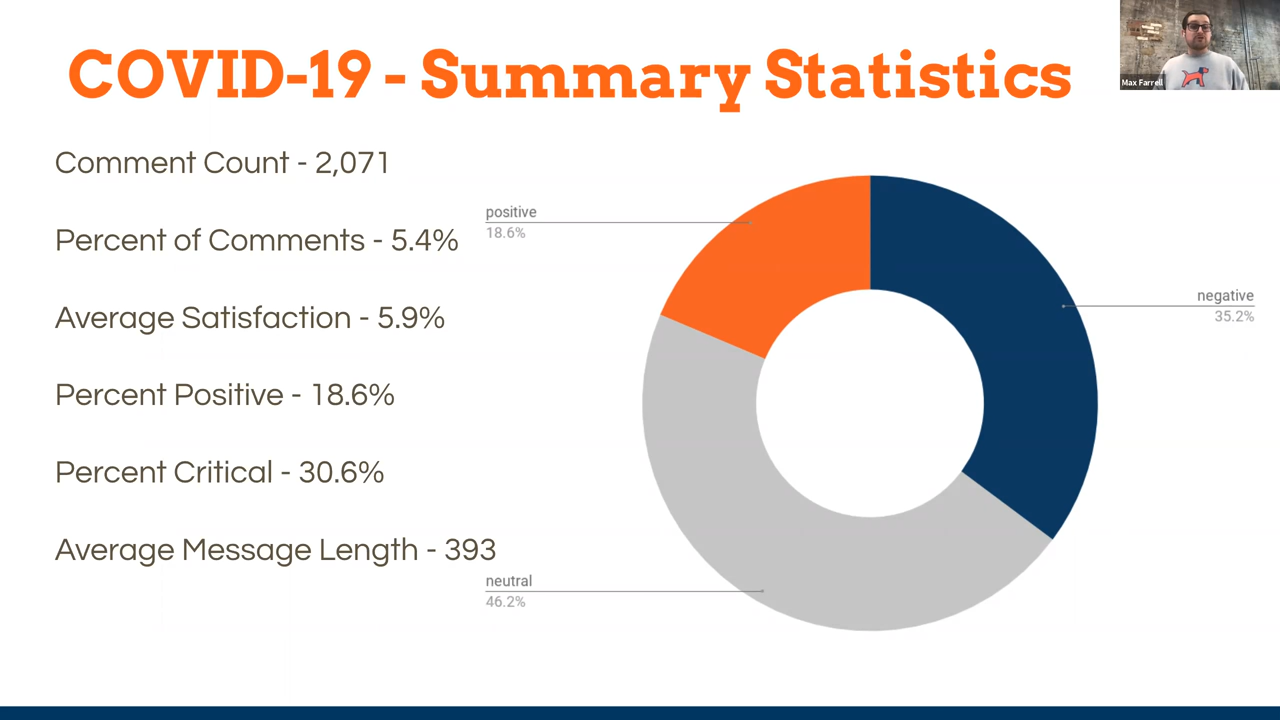 COVID-19 - Summary Statistics
Max Farrell
Comment Count - 2,071
Percent of Comments - 5.4%
Average Satisfaction - 5.9%
Percent Positive - 18.6%
Percent Critical - 30.6%
Average Message Length - 393
positive
18.6%
negative
35.2%
neutral
46.2%